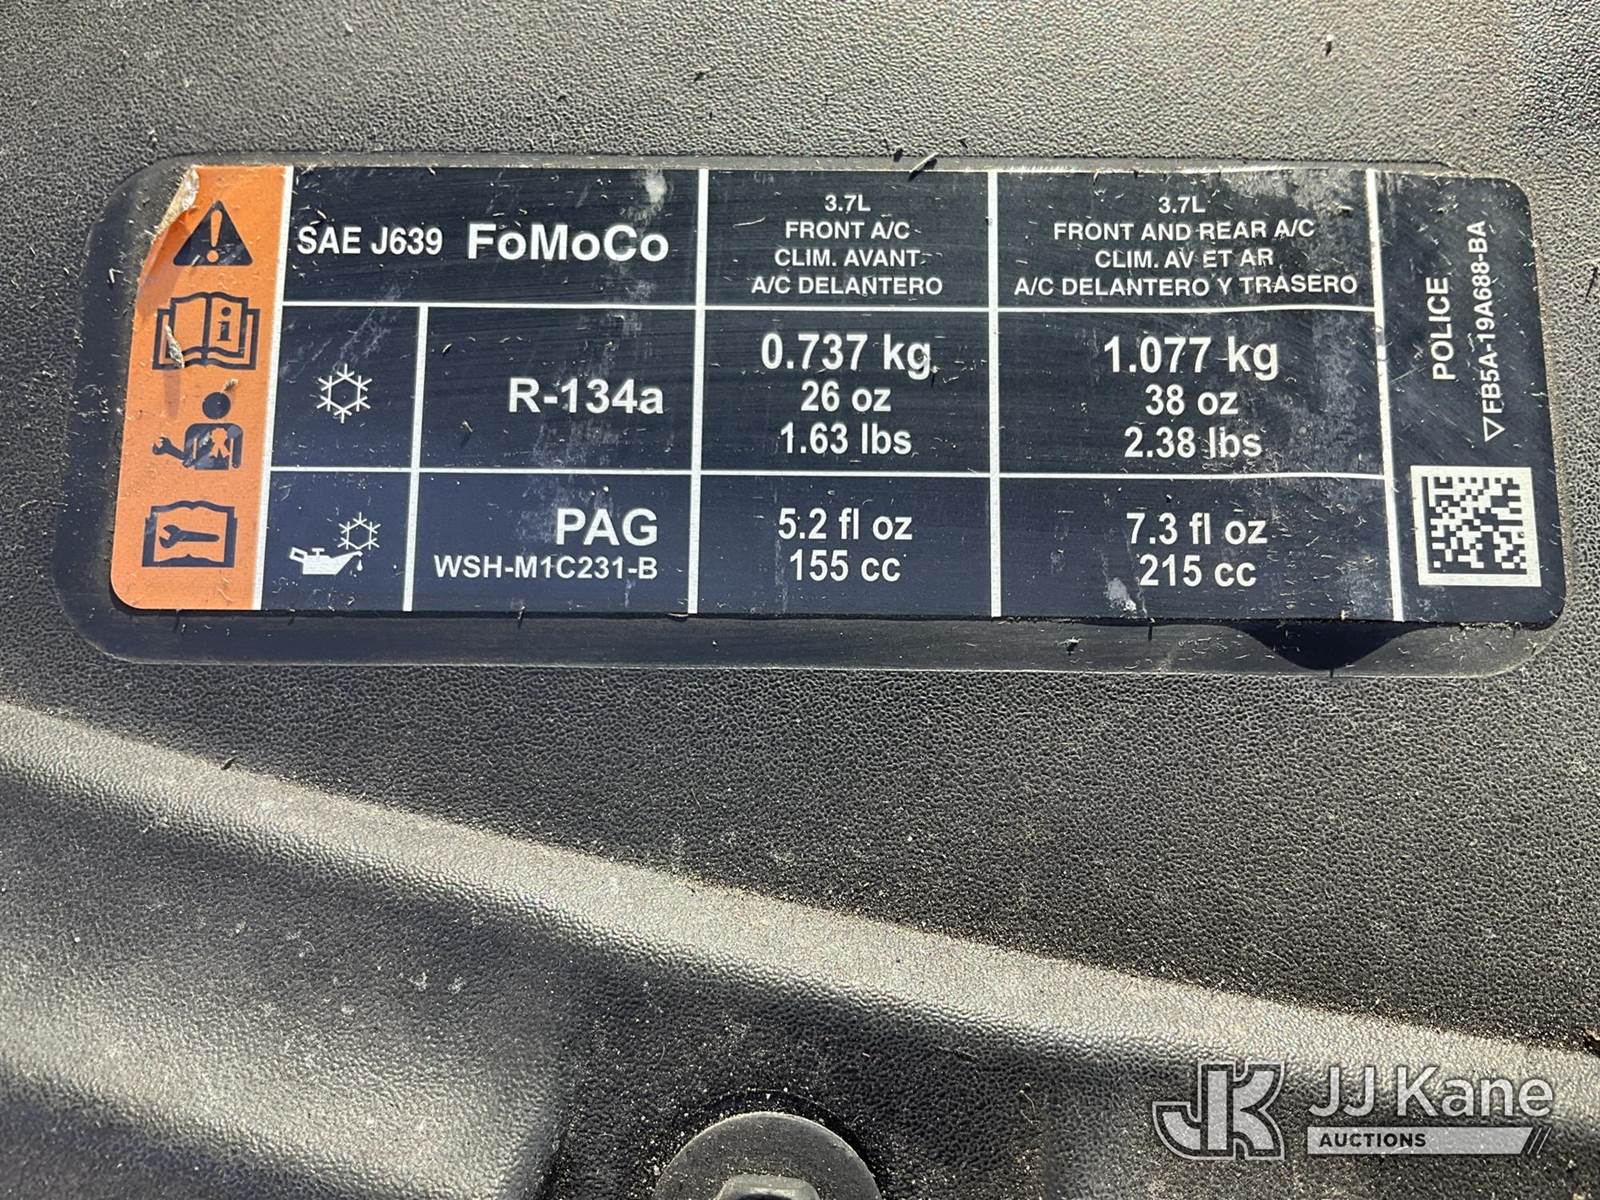 SAE J639 FoMoCo
3.7L
FRONT A/C
CLIM. AVANT
A/C DELANTERO
3.7L
FRONT AND REAR A/C
CLIM. AV ET AR
A/C DELANTERO Y TRASERO
R-134a
0.737 kg
26 oz
1.63 lbs
1.077 kg
38 oz
2.38 lbs
PAG
WSH-M1C231-B
5.2 fl oz
155 cc
7.3 fl oz
215 cc
POLICE
▽FB5A-19A688-BA
JK JJ Kane
AUCTIONS